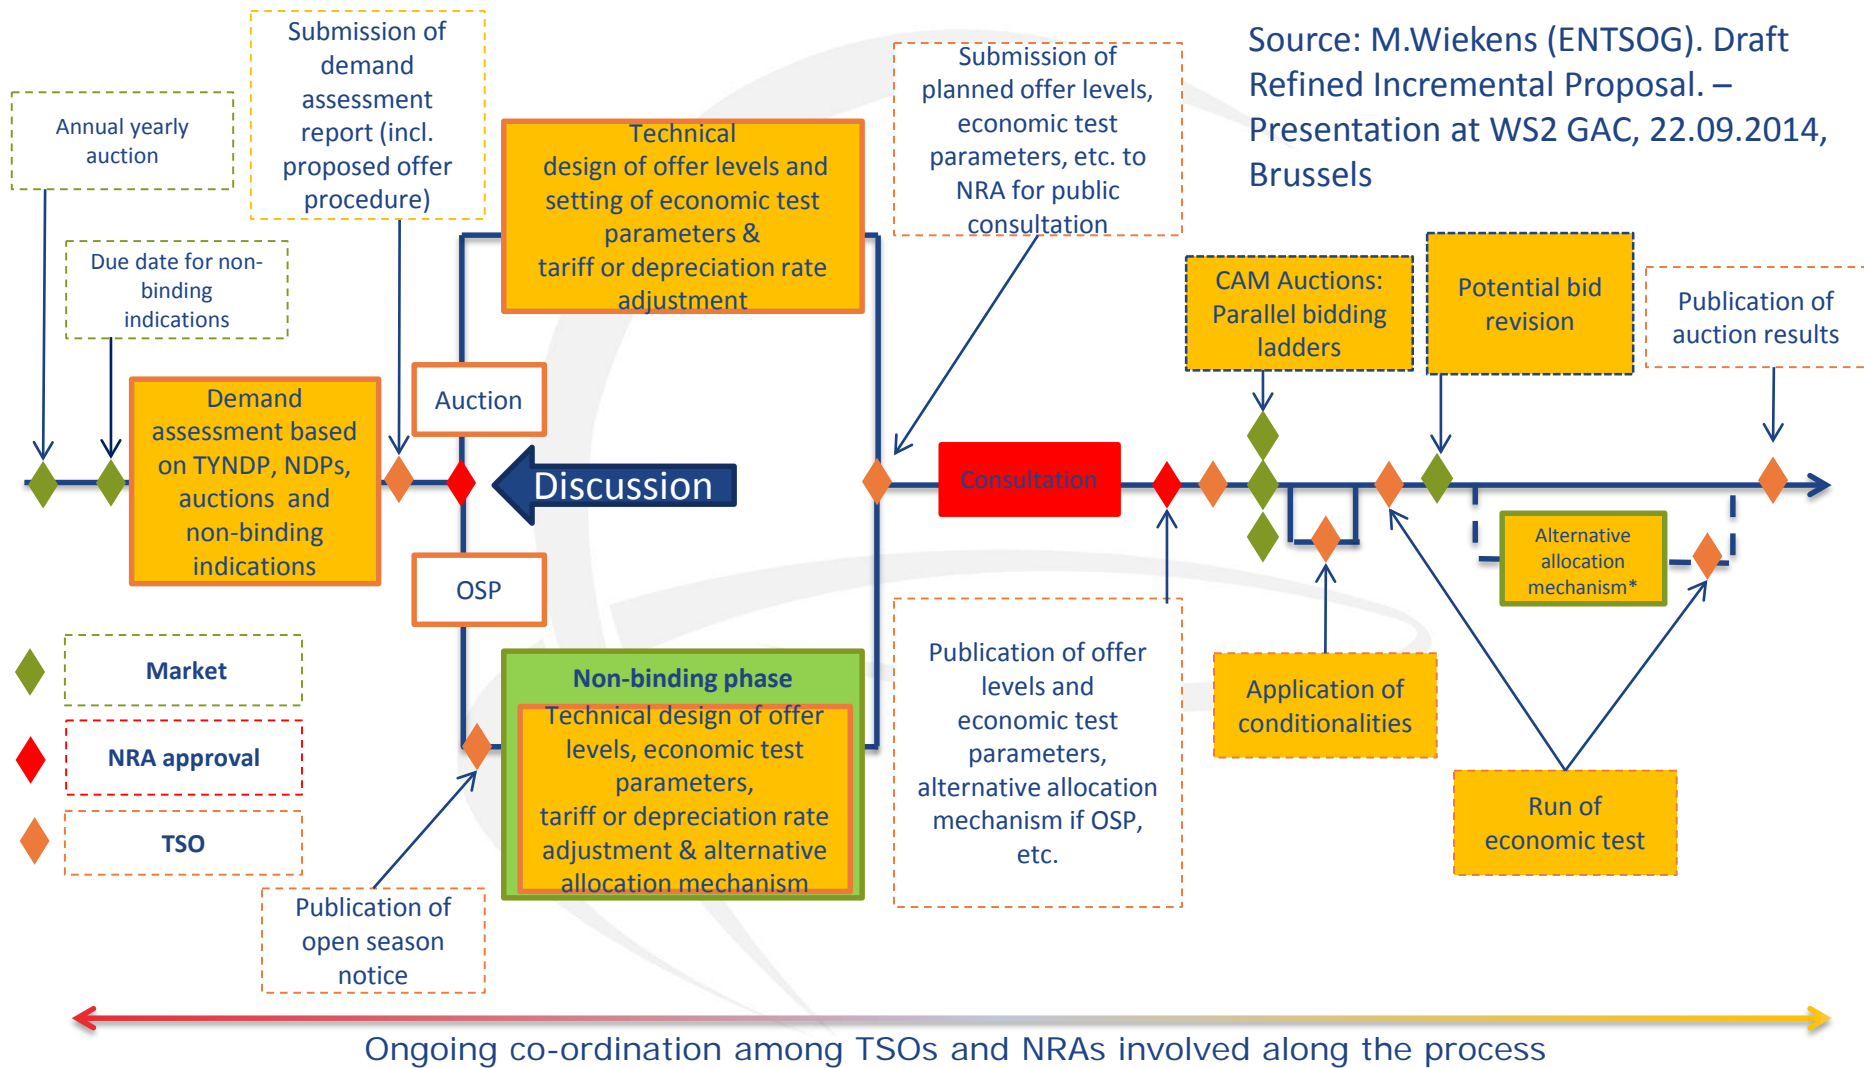 Source: M.Wiekens (ENTSOG). Draft
Refined Incremental Proposal. –
Presentation at WS2 GAC, 22.09.2014,
Brussels
Annual yearly
auction
Due date for non-
binding
indications
Submission of
demand
assessment
report (incl.
proposed offer
procedure)
Demand
assessment based
on TYNDP, NDPs,
auctions and
non-binding
indications
Technical
design of offer levels and
setting of economic test
parameters &
tariff or depreciation rate
adjustment
Auction
Discussion
OSP
Non-binding phase
Technical design of offer
levels, economic test
parameters,
tariff or depreciation rate
adjustment & alternative
allocation mechanism
Publication of
open season
notice
Submission of
planned offer levels,
economic test
parameters, etc. to
NRA for public
consultation
Consultation
Publication of offer
levels and
economic test
parameters,
alternative allocation
mechanism if OSP,
etc.
CAM Auctions:
Parallel bidding
ladders
Application of
conditionalities
Potential bid
revision
Alternative
allocation
mechanism*
Run of
economic test
Publication of
auction results
Market
NRA approval
TSO
Ongoing co-ordination among TSOs and NRAs involved along the process